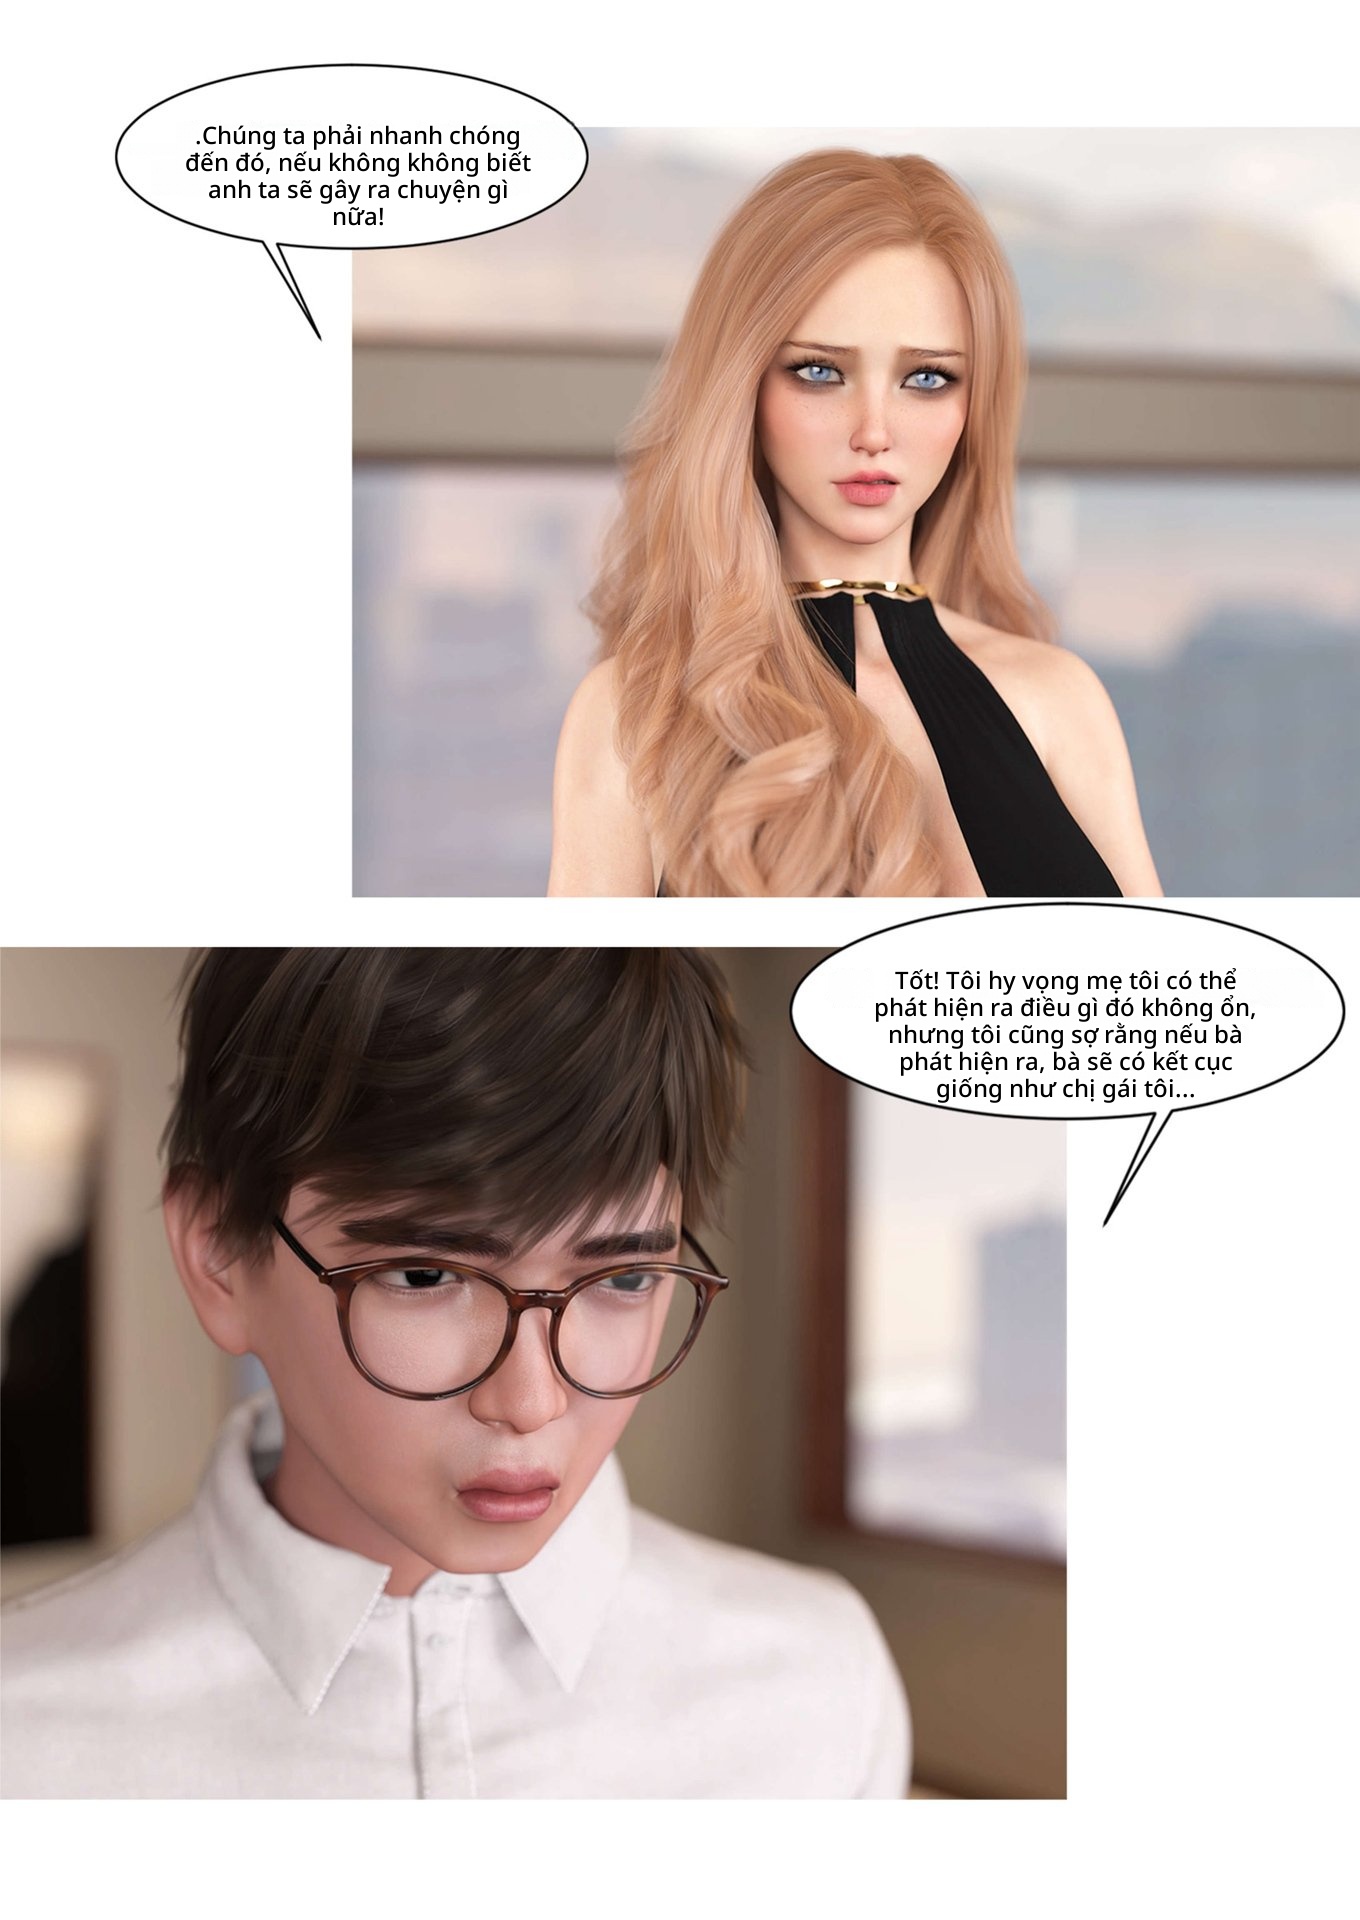 .Chúng ta phải nhanh chóng
đến đó, nếu không không biết
anh ta sẽ gây ra chuyện gì
nữa!
Tốt! Tôi hy vọng mẹ tôi có thể
phát hiện ra điều gì đó không ổn,
nhưng tôi cũng sợ rằng nếu bà
phát hiện ra, bà sẽ có kết cục
giống như chị gái tôi...